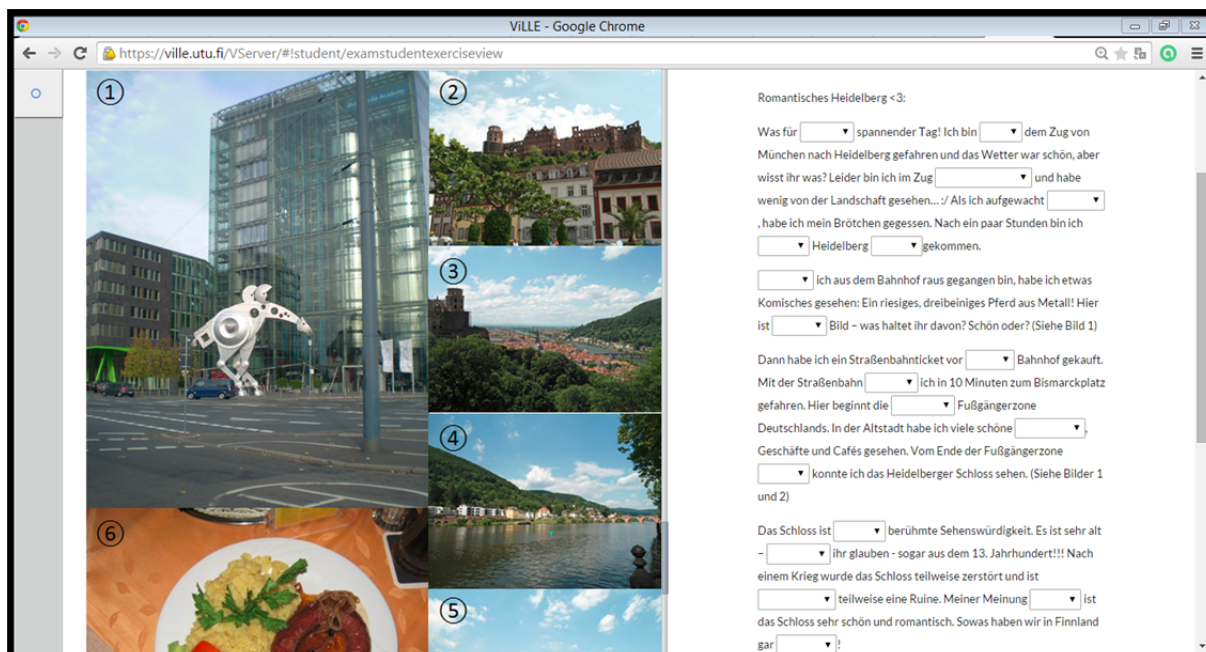 ViLLE - Google Chrome
https://ville.utu.fi/VServer/#!student/examstudentexerciseview
①
②
③
④
⑤
⑥
Romantisches Heidelberg <3:
Was für spannender Tag! Ich bin dem Zug von
München nach Heidelberg gefahren und das Wetter war schön, aber
wisst ihr was? Leider bin ich im Zug und habe
wenig von der Landschaft gesehen... :/ Als ich aufgewacht
, habe ich mein Brötchen gegessen. Nach ein paar Stunden bin ich
Heidelberg gekommen.
ich aus dem Bahnhof raus gegangen bin, habe ich etwas
Komisches gesehen: Ein riesiges, dreibeiniges Pferd aus Metall! Hier
ist Bild – was haltet ihr davon? Schön oder? (Siehe Bild 1)
Dann habe ich ein Straßenbahnticket vor Bahnhof gekauft.
Mit der Straßenbahn ich in 10 Minuten zum Bismarckplatz
gefahren. Hier beginnt die Fußgängerzone
Deutschlands. In der Altstadt habe ich viele schöne ,
Geschäfte und Cafés gesehen. Vom Ende der Fußgängerzone
konnte ich das Heidelberger Schloss sehen. (Siehe Bilder 1
und 2)
Das Schloss ist berühmte Sehenswürdigkeit. Es ist sehr alt
– ihr glauben - sogar aus dem 13. Jahrhundert!!! Nach
einem Krieg wurde das Schloss teilweise zerstört und ist
teilweise eine Ruine. Meiner Meinung ist
das Schloss sehr schön und romantisch. Sowas haben wir in Finnland
gar !